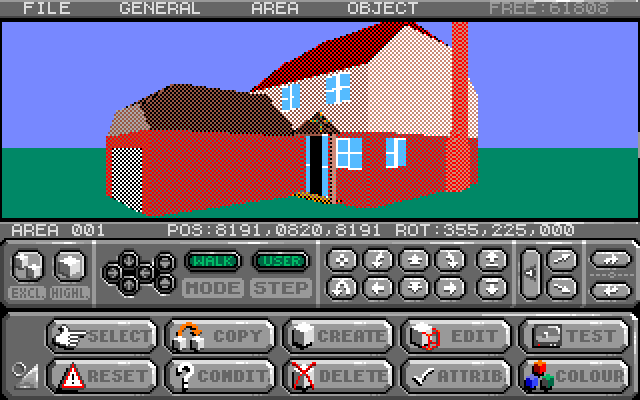 FILE GENERAL AREA OBJECT FREE:61808
AREA 001 POS:8191,0820,8191 ROT:355,225,000
WALK USER
EXCL. HIGHL. MODE STEP
SELECT COPY CREATE EDIT TEST
RESET CONDIT DELETE ATTRIB COLOUR